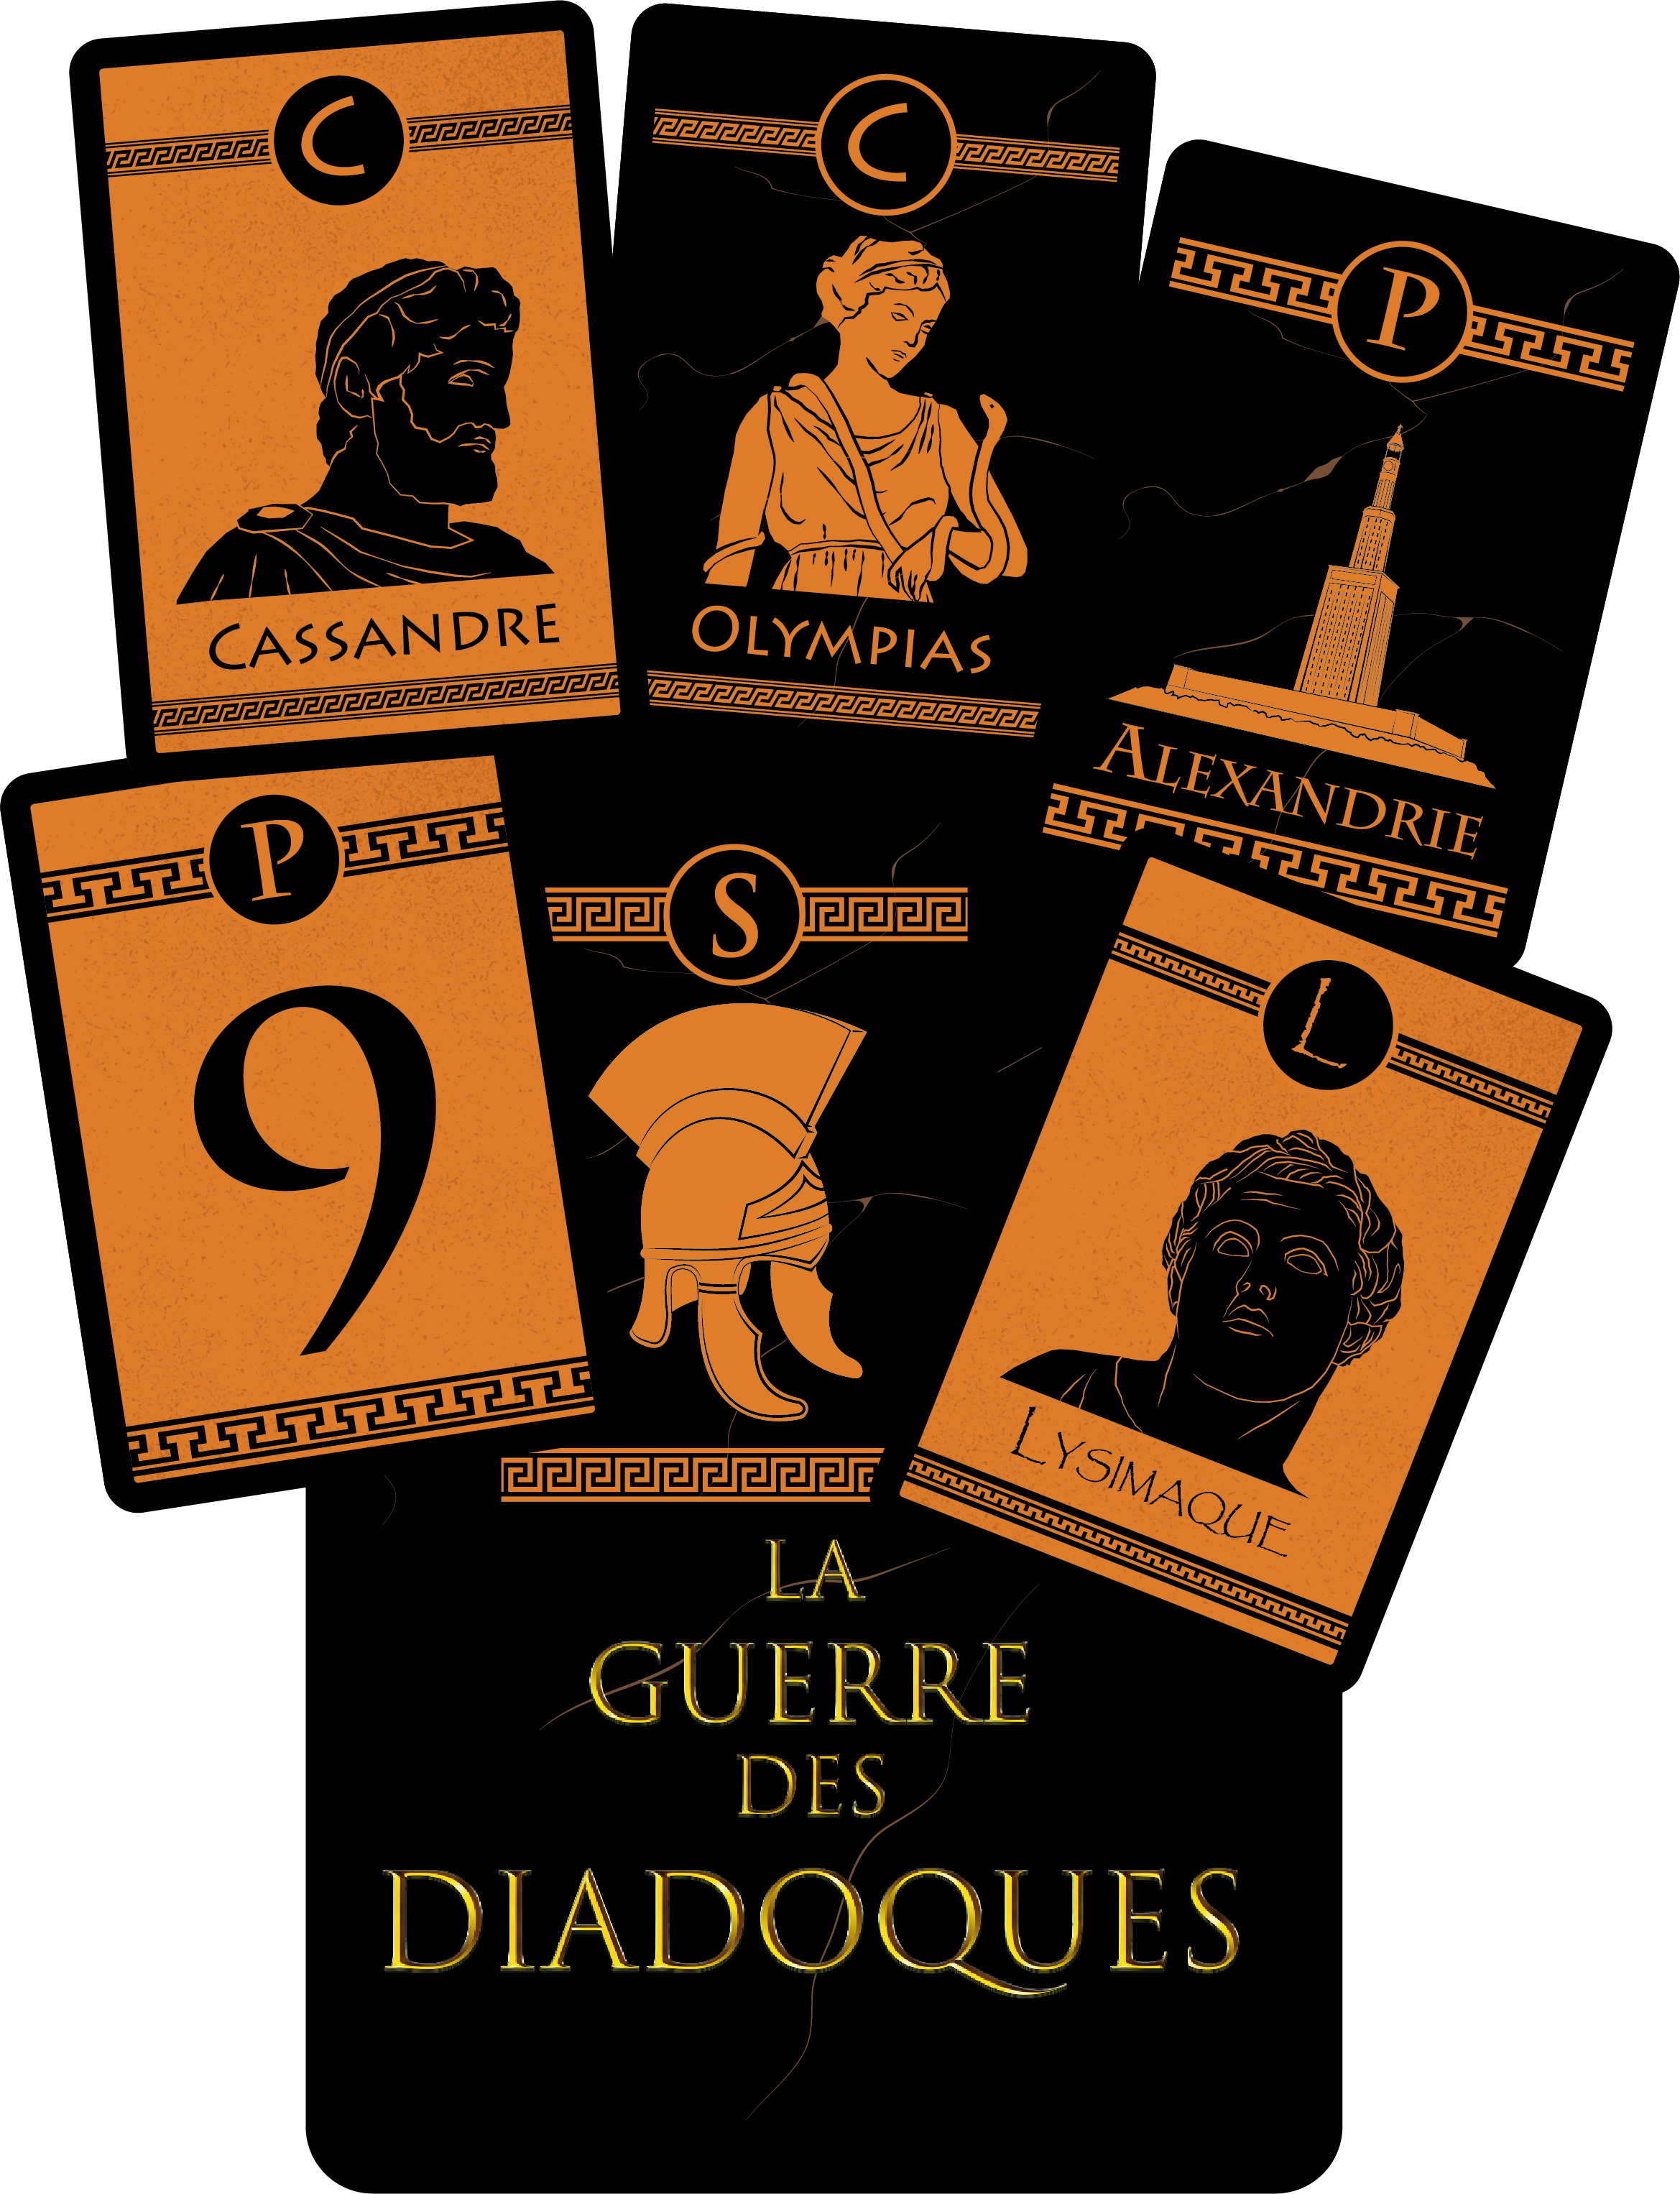 C
CASSANDRE
C
OLYMPIAS
P
ALEXANDRIE
P
9
S
L
LYSIMAQUE
LA
GUERRE
DES
DIADOQUES